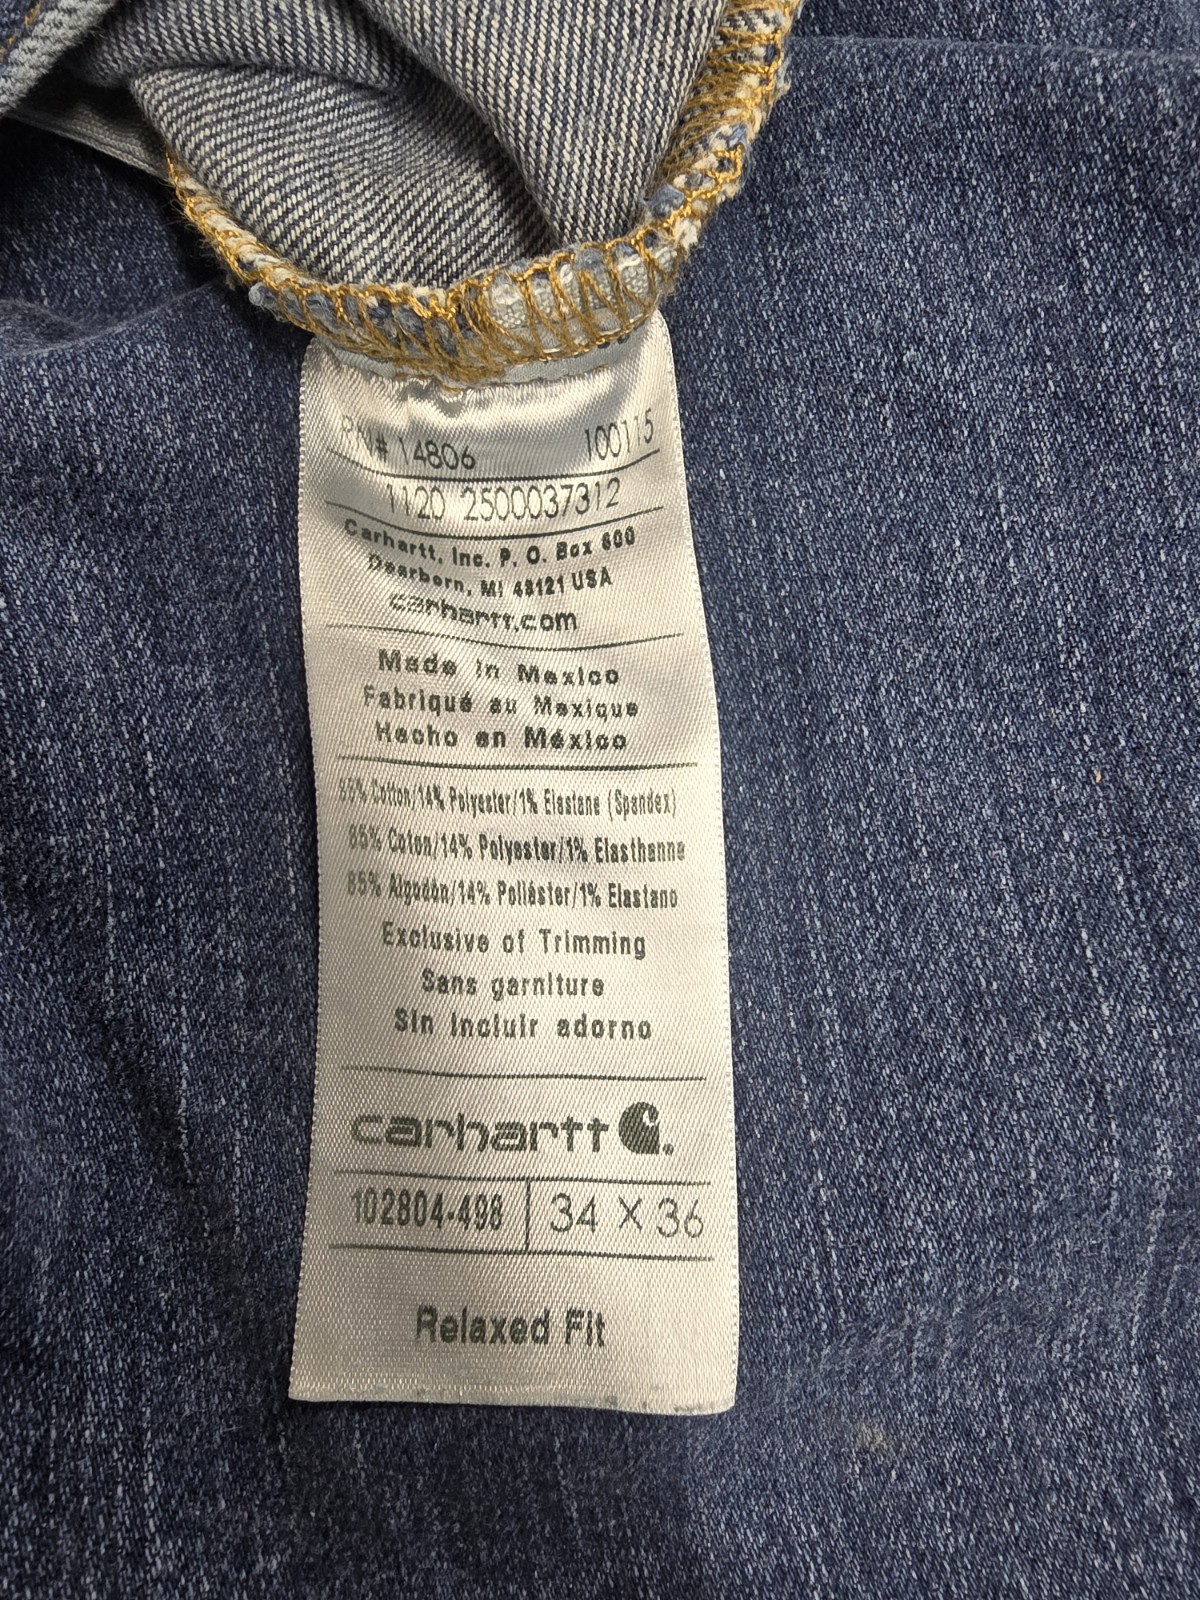 RN# 14806 100115
1120 2500037312
Carhartt, Inc. P. O. Box 600
Dearborn, MI 48121 USA
carhartt.com
Made in Mexico
Fabriqué au Mexique
Hecho en México
85% Cotton/14% Polyester/1% Elastane (Spandex)
85% Coton/14% Polyester/1% Elasthanne
85% Algodón/14% Poliéster/1% Elastano
Exclusive of Trimming
Sans garniture
Sin incluir adorno
carhartt
102804-498 34 X 36
Relaxed Fit